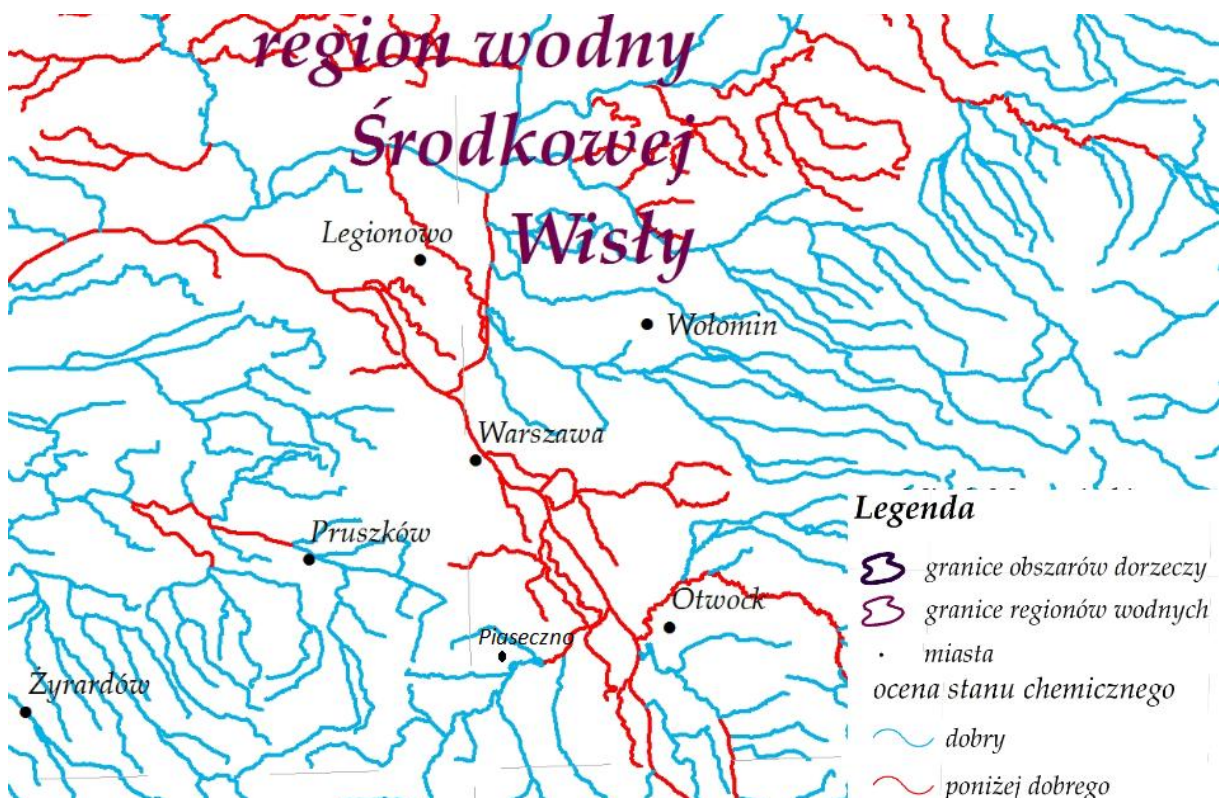 region wodny
Środkowej
Wisły
Legionowo
Wołomin
Warszawa
Pruszków
Otwock
Piaseczno
Żyrardów
Legenda
granice obszarów dorzeczy
granice regionów wodnych
miasta
ocena stanu chemicznego
dobry
poniżej dobrego